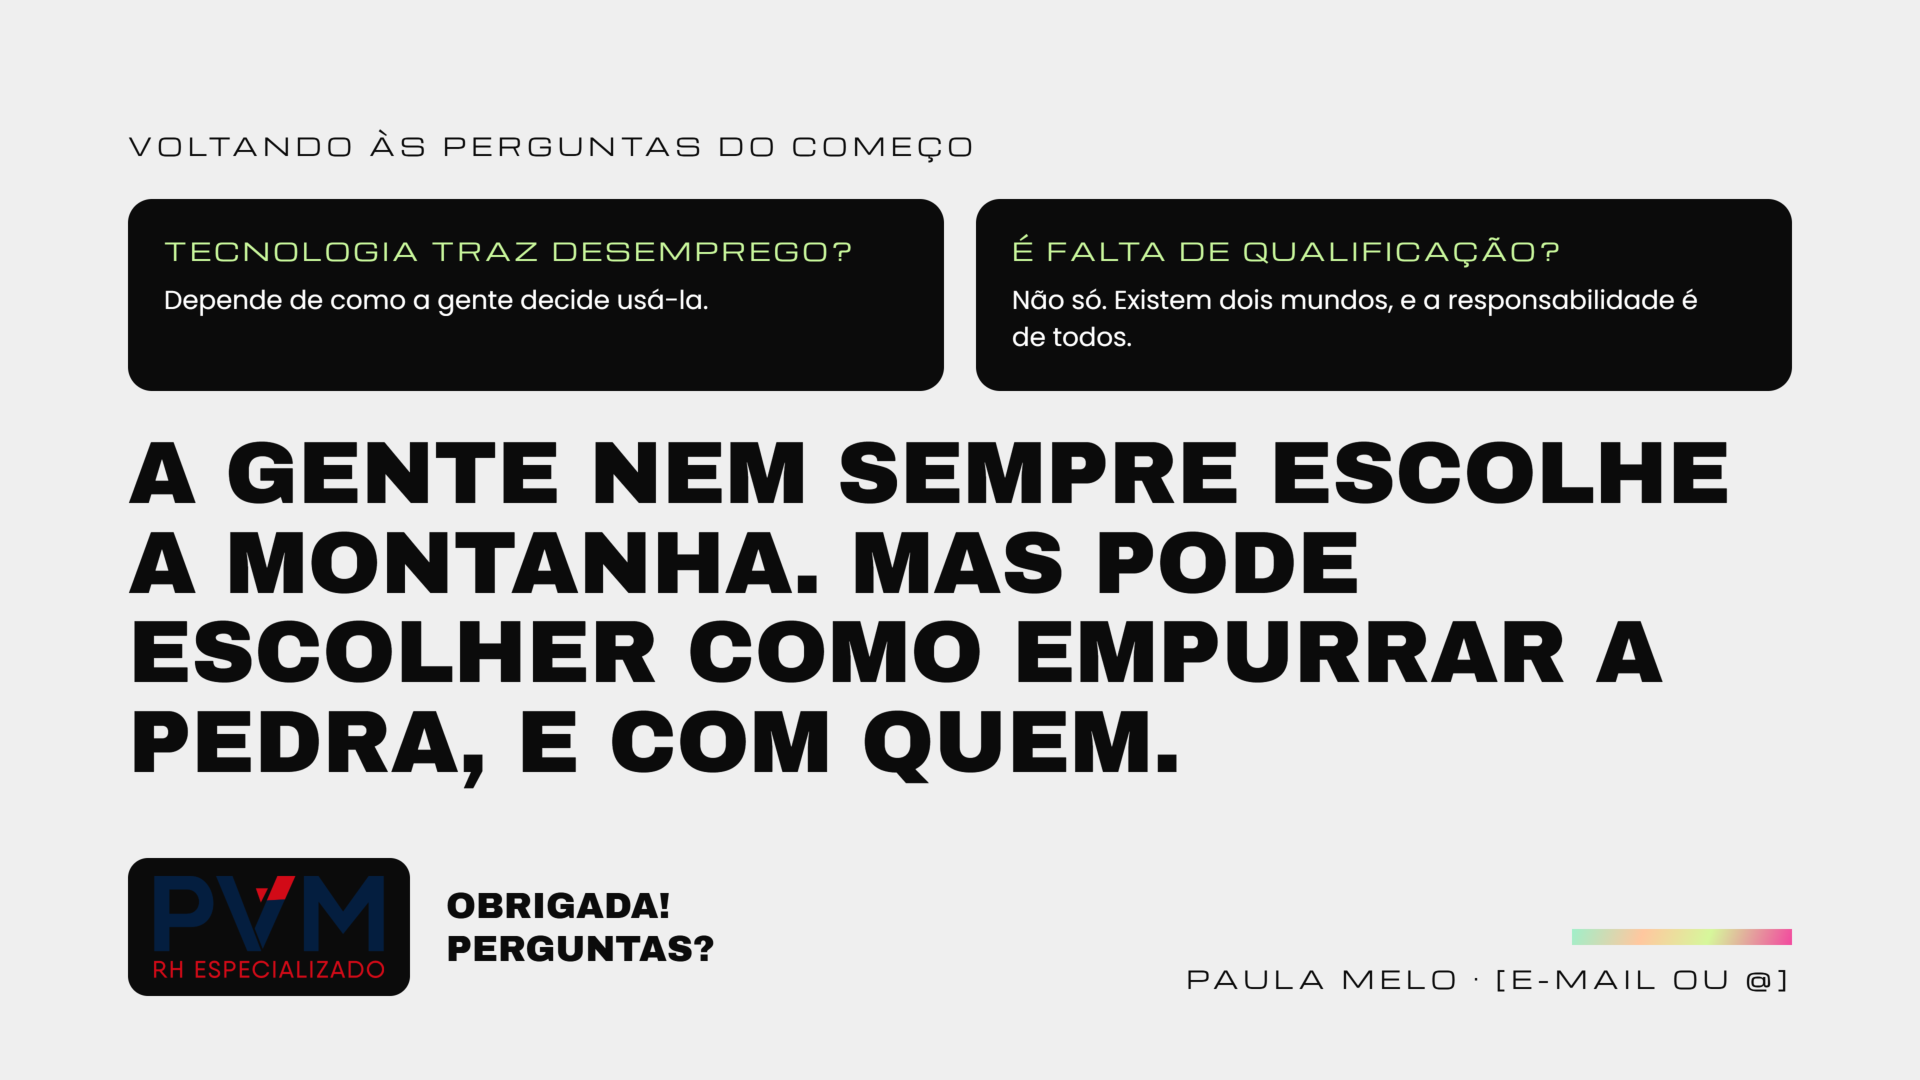 VOLTANDO ÀS PERGUNTAS DO COMEÇO
TECNOLOGIA TRAZ DESEMPREGO?
Depende de como a gente decide usá-la.
É FALTA DE QUALIFICAÇÃO?
Não só. Existem dois mundos, e a responsabilidade é
de todos.
A GENTE NEM SEMPRE ESCOLHE
A MONTANHA. MAS PODE
ESCOLHER COMO EMPURRAR A
PEDRA, E COM QUEM.
PVM
RH ESPECIALIZADO
OBRIGADA!
PERGUNTAS?
PAULA MELO · [E-MAIL OU @]